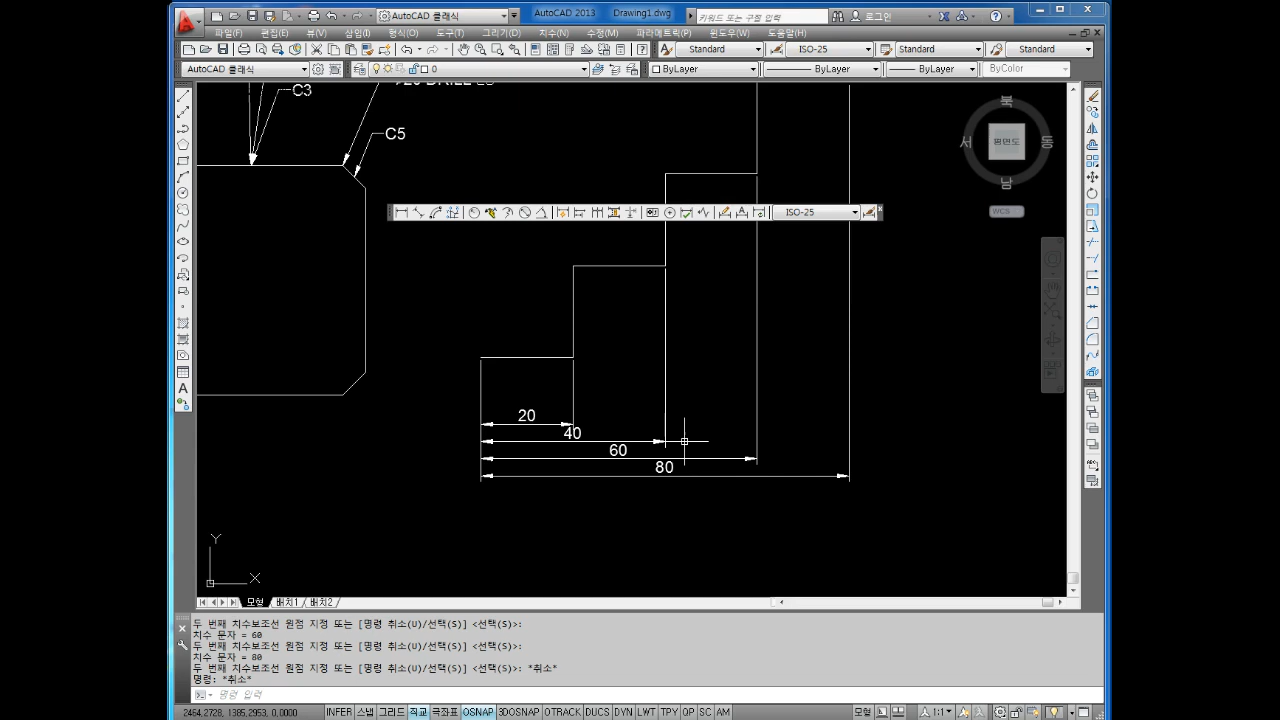 AutoCAD 클래식
AutoCAD 2013 Drawing1.dwg
키워드 또는 구절 입력
로그인
파일(F) 편집(E) 뷰(V) 삽입(I) 형식(O) 도구(T) 그리기(D) 치수(N) 수정(M) 파라메트릭(P) 윈도우(W) 도움말(H)
Standard ISO-25 Standard Standard
AutoCAD 클래식 0 ByLayer ByLayer ByLayer ByColor
C3
C5
북
서 평면도 동
남
WCS
ISO-25
20
40
60
80
Y
X
모형 배치1 배치2
두 번째 치수보조선 원점 지정 또는 [명령 취소(U)/선택(S)] <선택(S)>:
치수 문자 = 60
두 번째 치수보조선 원점 지정 또는 [명령 취소(U)/선택(S)] <선택(S)>:
치수 문자 = 80
두 번째 치수보조선 원점 지정 또는 [명령 취소(U)/선택(S)] <선택(S)>: *취소*
명령: *취소*
명령 입력
2464,2728, 1385,2953, 0,0000 INFER 스냅 그리드 직교 극좌표 OSNAP 3DOSNAP OTRACK DUCS DYN LWT TPY QP SC AM 모형 1:1